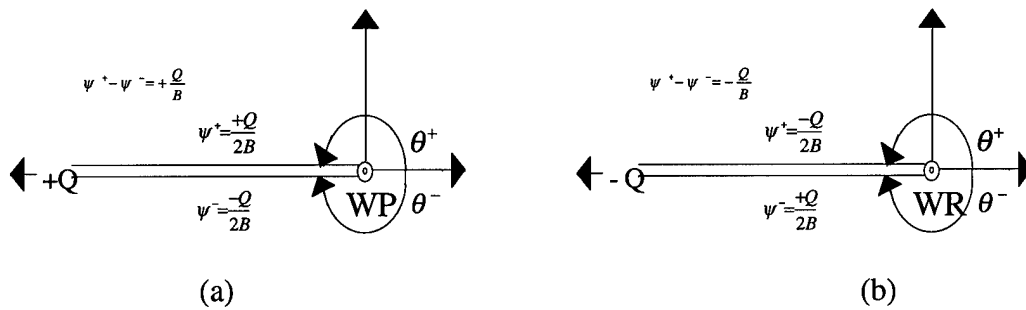 ψ⁺−ψ⁻=+Q/B
ψ⁺=+Q/2B
θ⁺
+Q
WP
ψ⁻=−Q/2B
θ⁻
(a)
ψ⁺−ψ⁻=−Q/B
ψ⁺=−Q/2B
θ⁺
-Q
WR
ψ⁻=+Q/2B
θ⁻
(b)